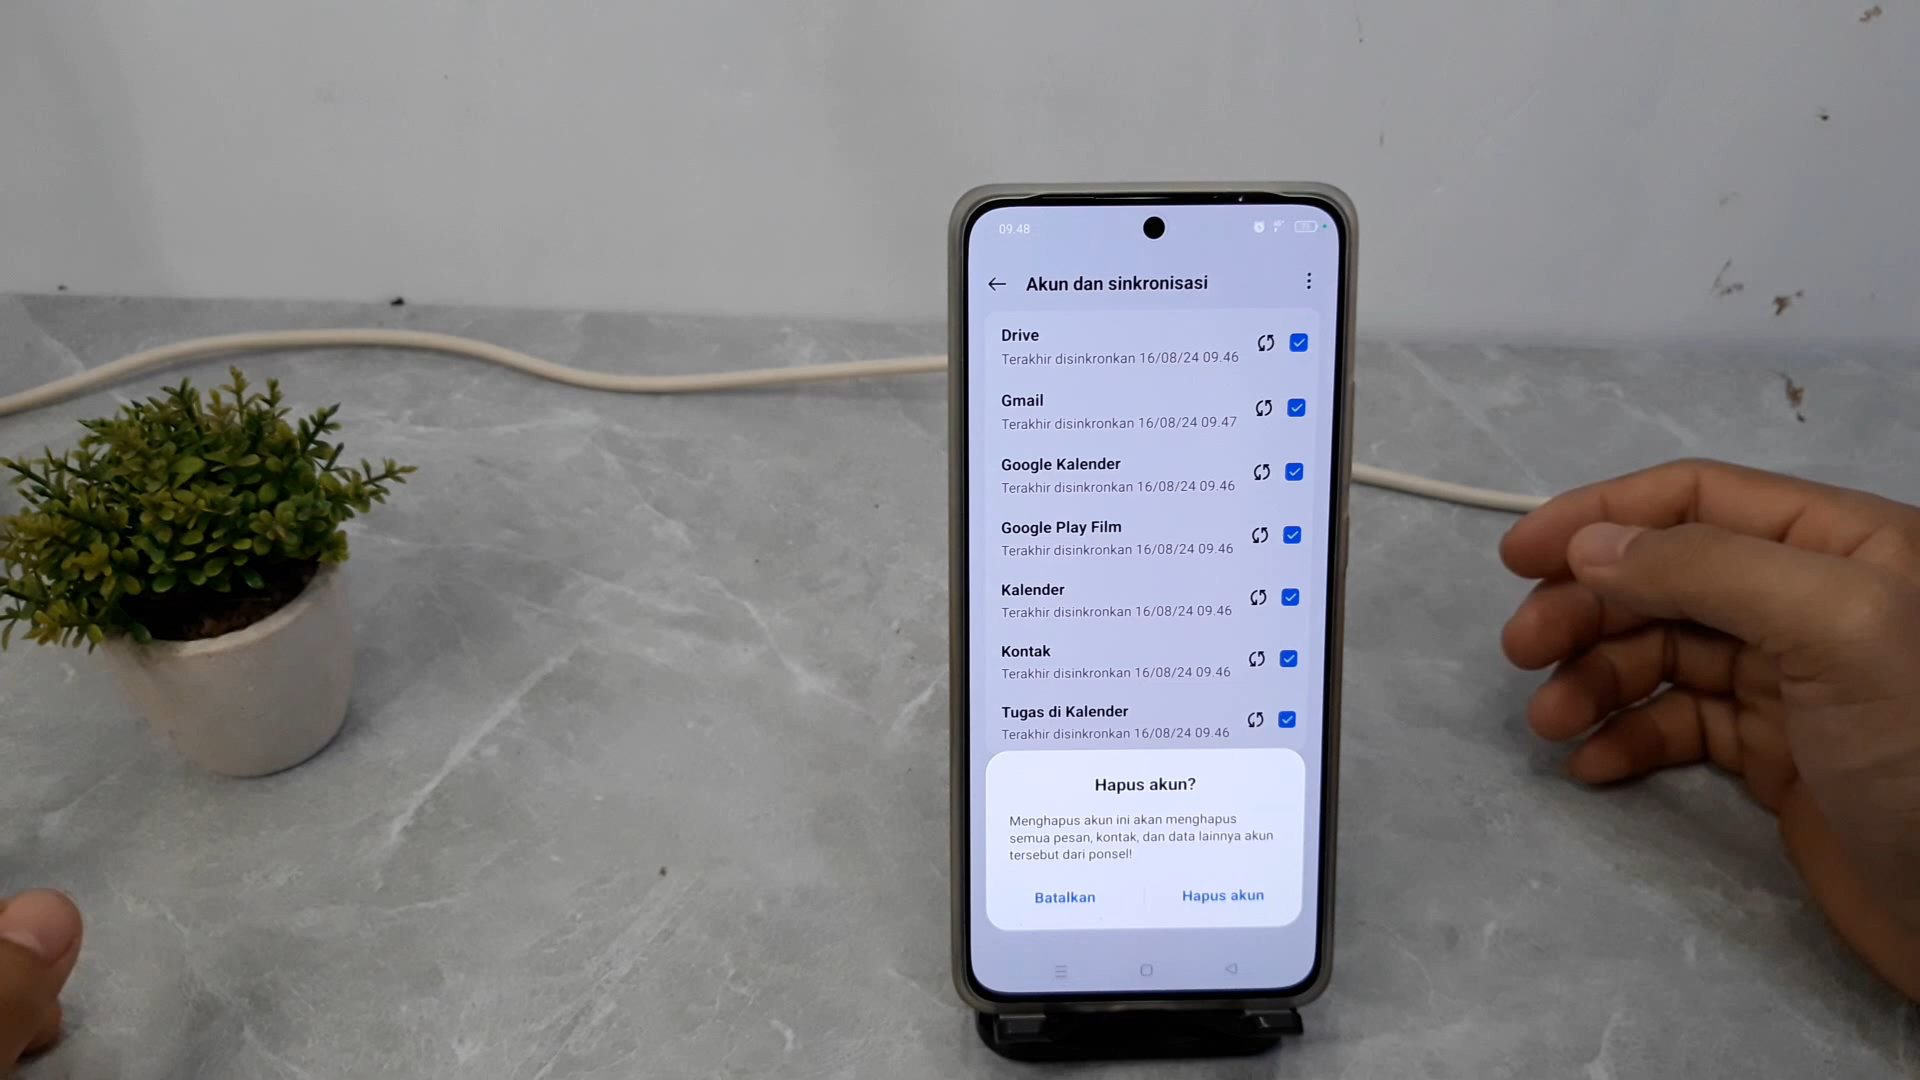 09.48
Akun dan sinkronisasi
Drive
Terakhir disinkronkan 16/08/24 09.46
Gmail
Terakhir disinkronkan 16/08/24 09.47
Google Kalender
Terakhir disinkronkan 16/08/24 09.46
Google Play Film
Terakhir disinkronkan 16/08/24 09.46
Kalender
Terakhir disinkronkan 16/08/24 09.46
Kontak
Terakhir disinkronkan 16/08/24 09.46
Tugas di Kalender
Terakhir disinkronkan 16/08/24 09.46
Hapus akun?
Menghapus akun ini akan menghapus
semua pesan, kontak, dan data lainnya akun
tersebut dari ponsel!
Batalkan
Hapus akun